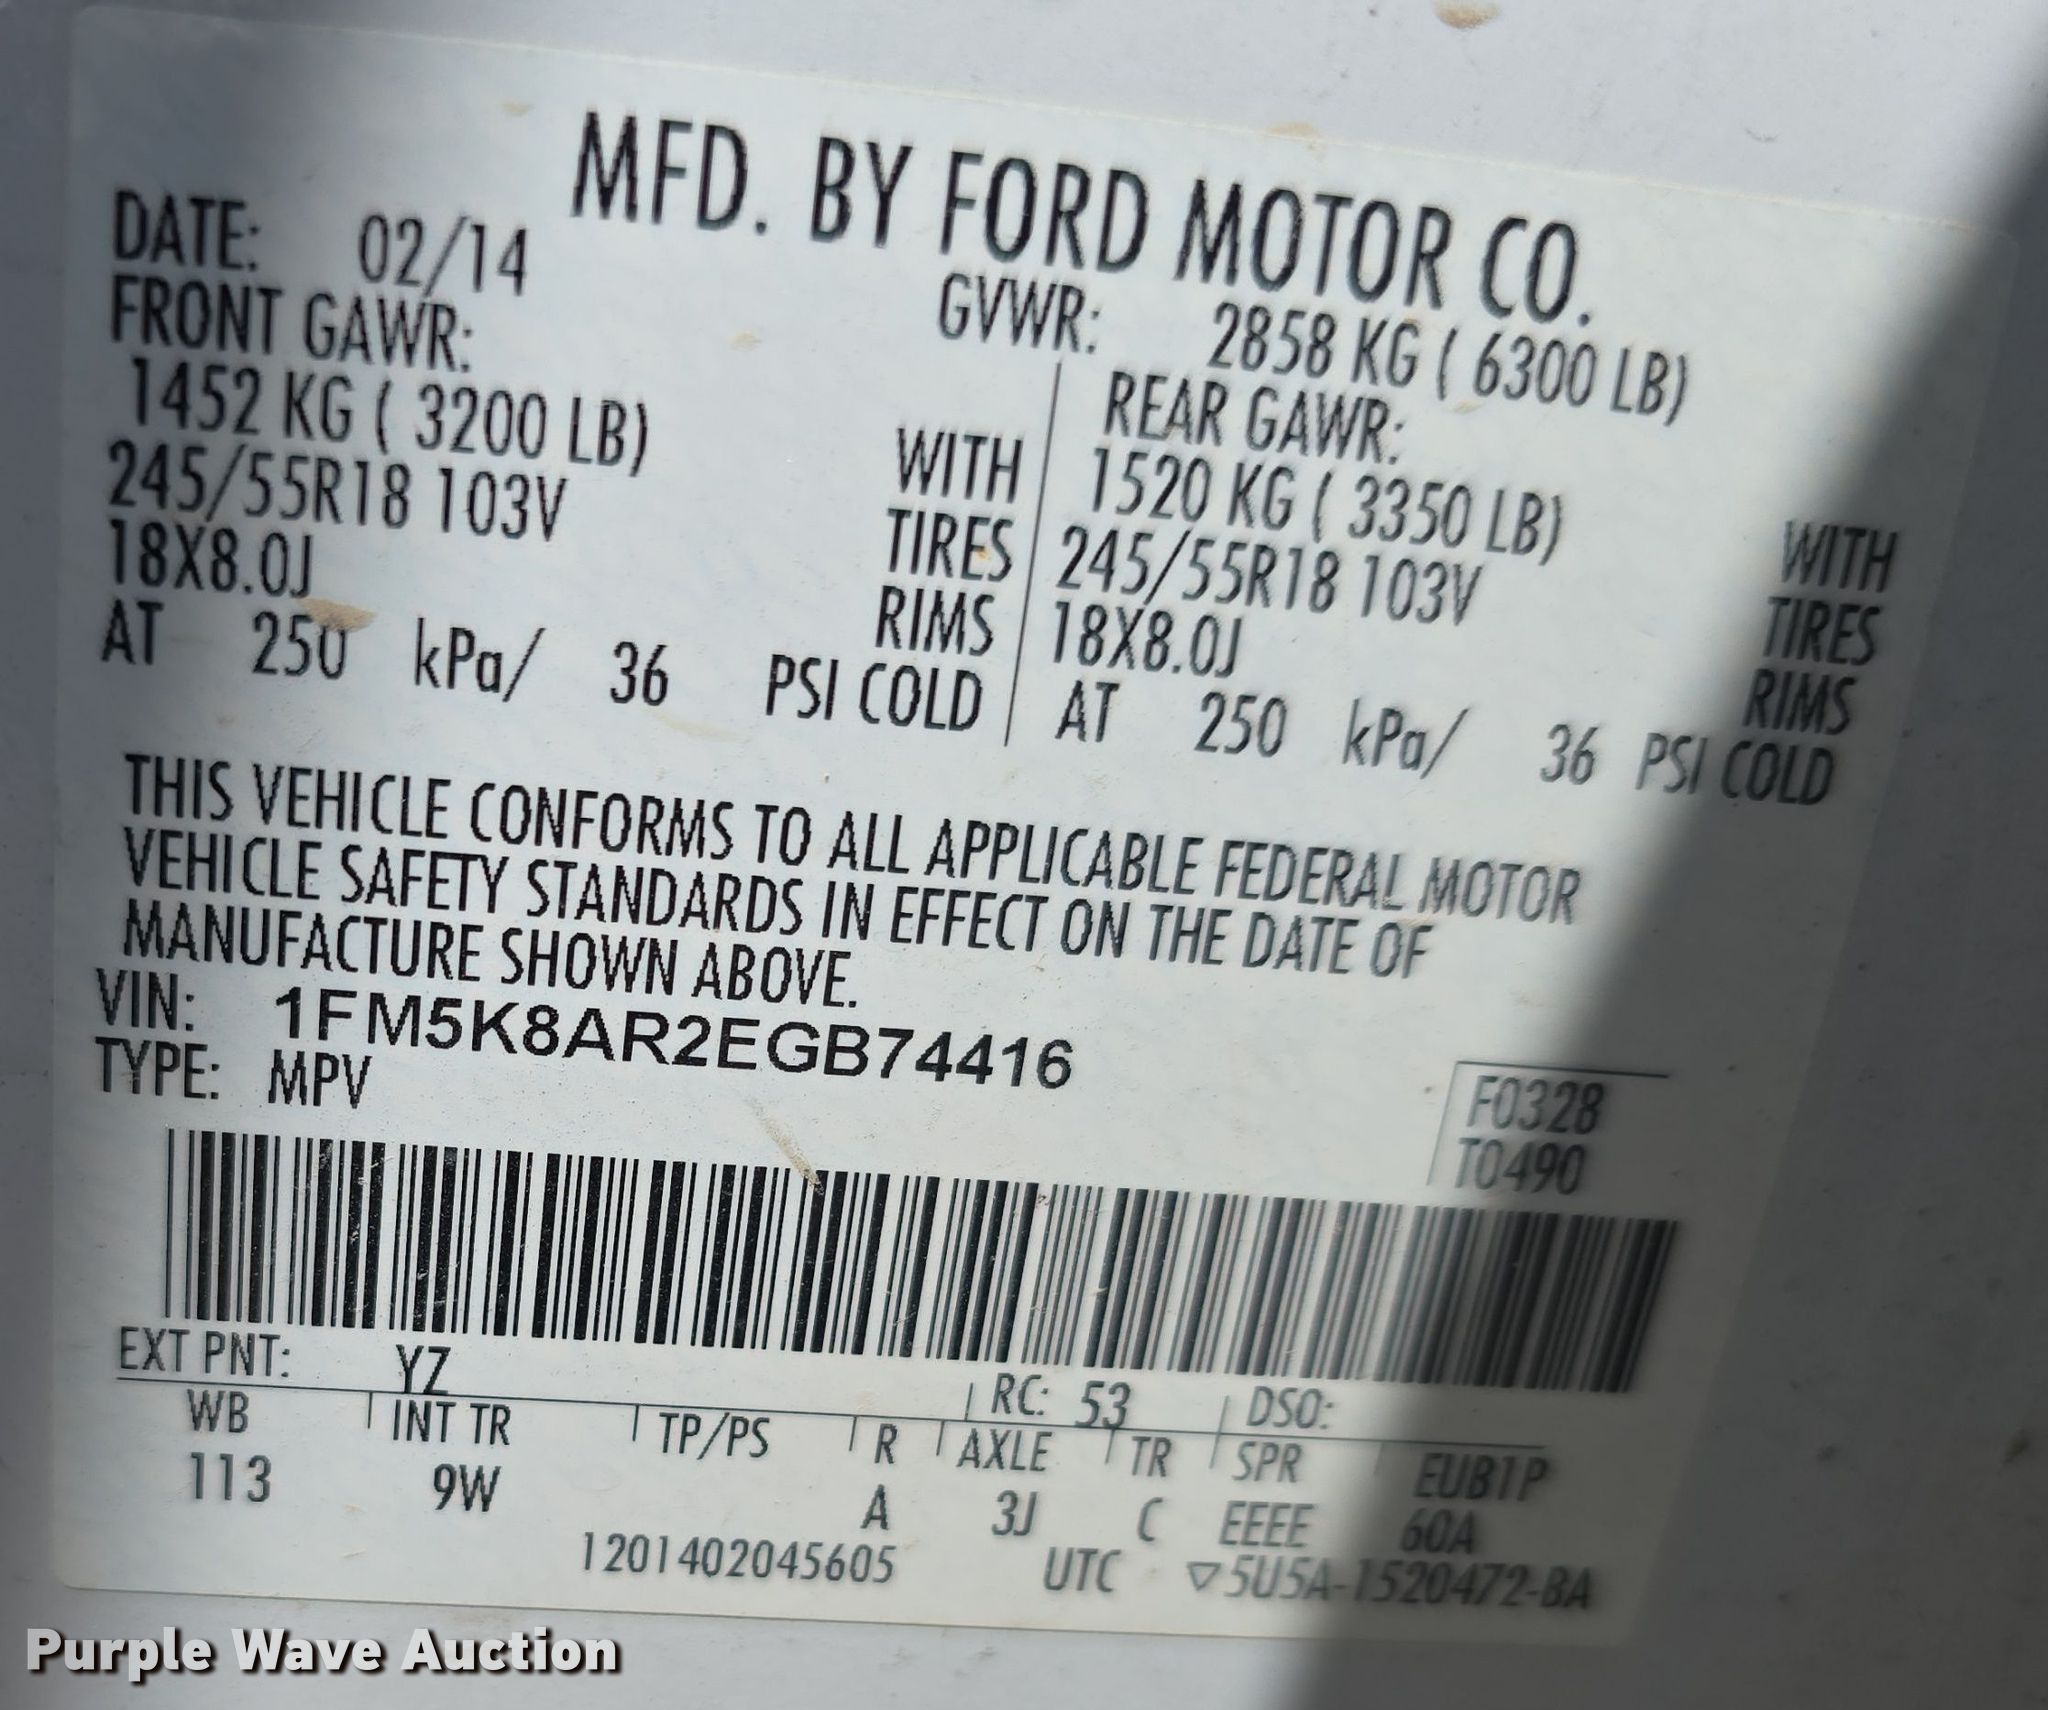 MFD. BY FORD MOTOR CO.
DATE: 02/14 GVWR: 2858 KG ( 6300 LB)
FRONT GAWR: REAR GAWR:
1452 KG ( 3200 LB) WITH 1520 KG ( 3350 LB) WITH
245/55R18 103V TIRES 245/55R18 103V TIRES
18X8.0J RIMS 18X8.0J RIMS
AT 250 kPa/ 36 PSI COLD AT 250 kPa/ 36 PSI COLD
THIS VEHICLE CONFORMS TO ALL APPLICABLE FEDERAL MOTOR
VEHICLE SAFETY STANDARDS IN EFFECT ON THE DATE OF
MANUFACTURE SHOWN ABOVE.
VIN: 1FM5K8AR2EGB74416
TYPE: MPV
F0328
T0490
EXT PNT: YZ RC: 53 DSO:
WB INT TR TP/PS R AXLE TR SPR EUB1P
113 9W A 3J C EEEE 60A
1201402045605 UTC ▽5U5A-1520472-BA
Purple Wave Auction